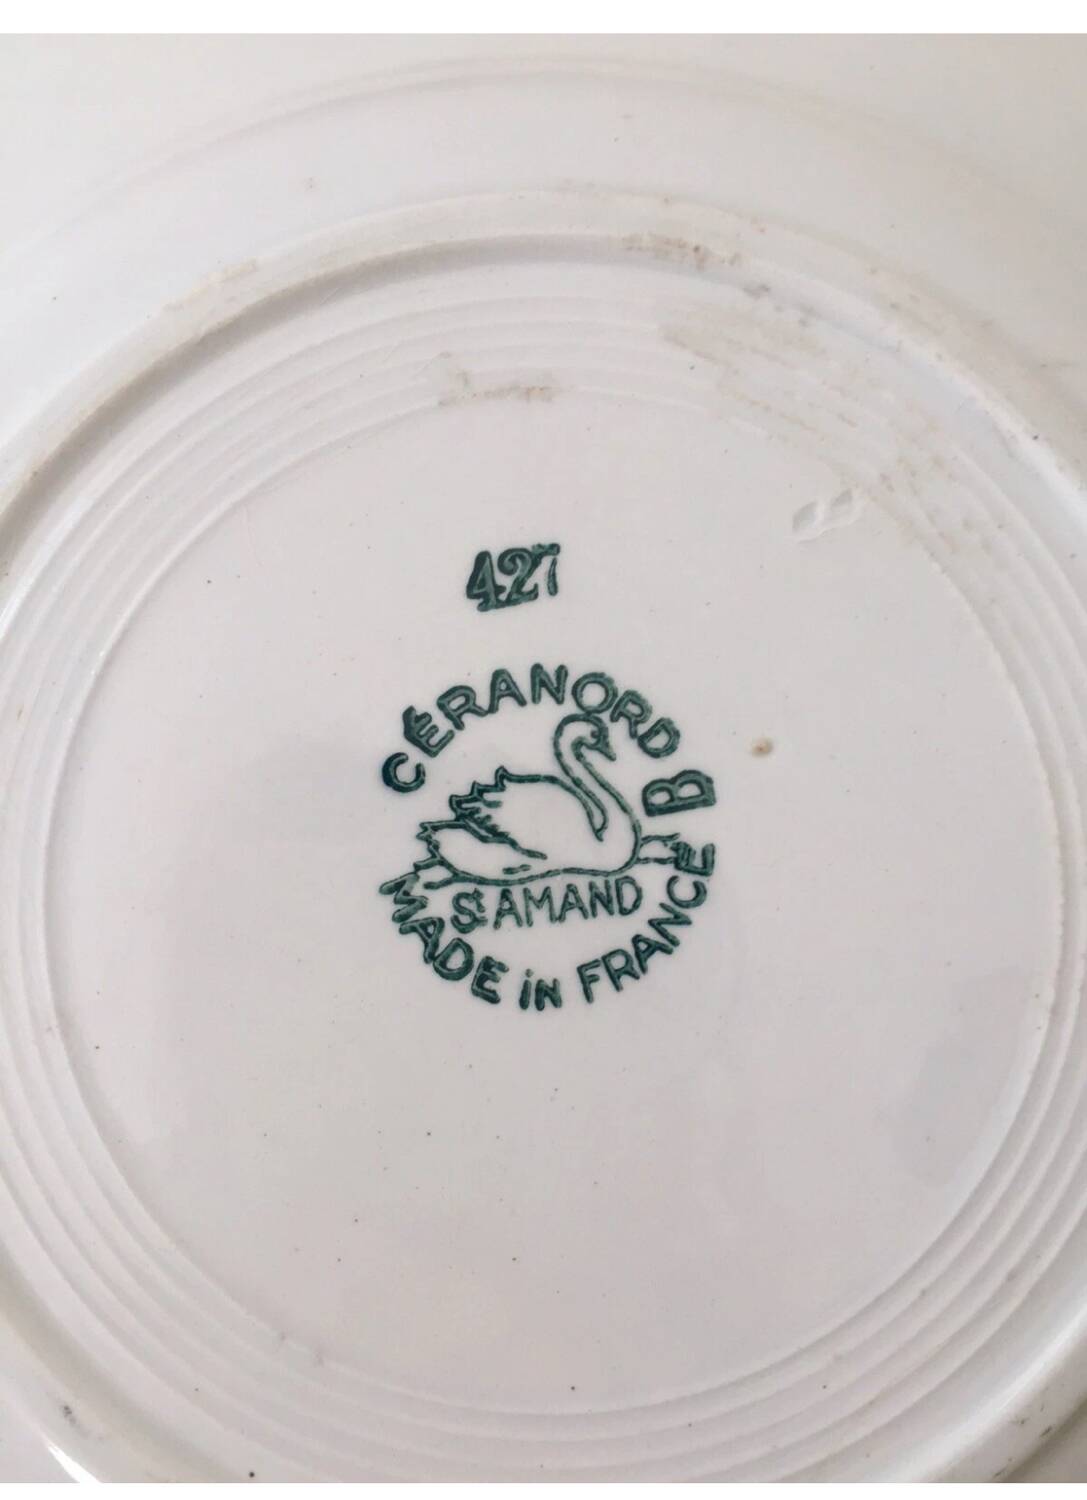 427
CÉRANORD
B
St AMAND
MADE iN FRANCE